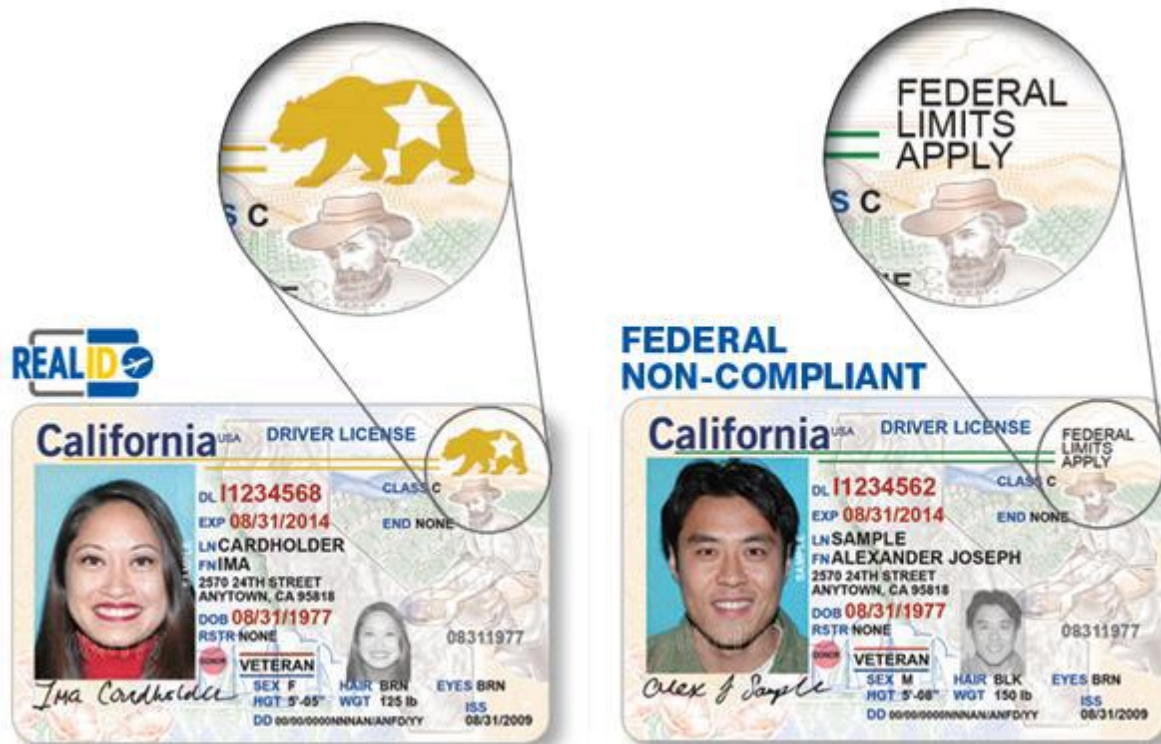 FEDERAL
LIMITS
APPLY
S C
S C
REAL ID
FEDERAL
NON-COMPLIANT
California USA DRIVER LICENSE
DL I1234568 CLASS C
EXP 08/31/2014 END NONE
LN CARDHOLDER
FN IMA
2570 24TH STREET
ANYTOWN, CA 95818
DOB 08/31/1977
RSTR NONE 08311977
DONOR VETERAN
SEX F HAIR BRN EYES BRN
HGT 5'-05" WGT 125 lb ISS
DD 00/00/0000NNNAN/ANFD/YY 08/31/2009
Ima Cardholder
California USA DRIVER LICENSE
FEDERAL
LIMITS
APPLY
DL I1234562 CLASS C
EXP 08/31/2014 END NONE
LN SAMPLE
FN ALEXANDER JOSEPH
2570 24TH STREET
ANYTOWN, CA 95818
SAMPLE
DOB 08/31/1977
RSTR NONE 08311977
DONOR VETERAN
SEX M HAIR BLK EYES BRN
HGT 5'-08" WGT 150 lb ISS
DD 00/00/0000NNNAN/ANFD/YY 08/31/2009
Alex J Sample